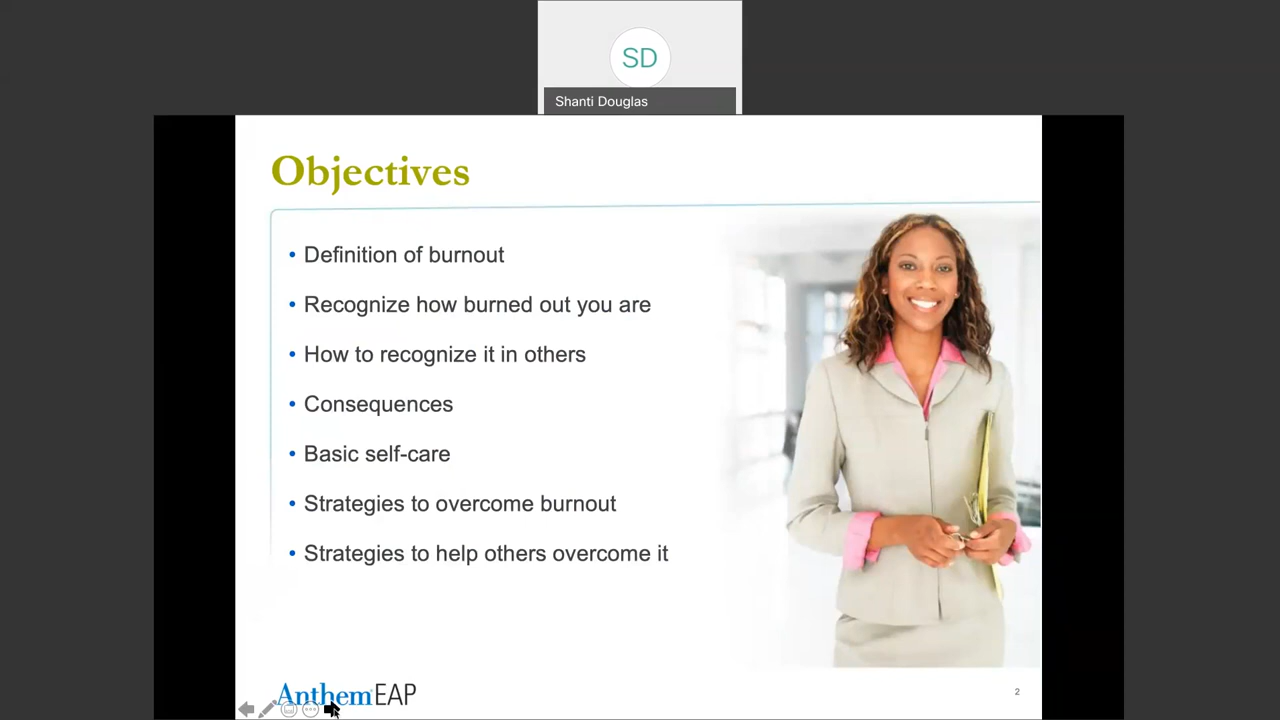 SD
Shanti Douglas
Objectives
• Definition of burnout
• Recognize how burned out you are
• How to recognize it in others
• Consequences
• Basic self-care
• Strategies to overcome burnout
• Strategies to help others overcome it
Anthem EAP
2